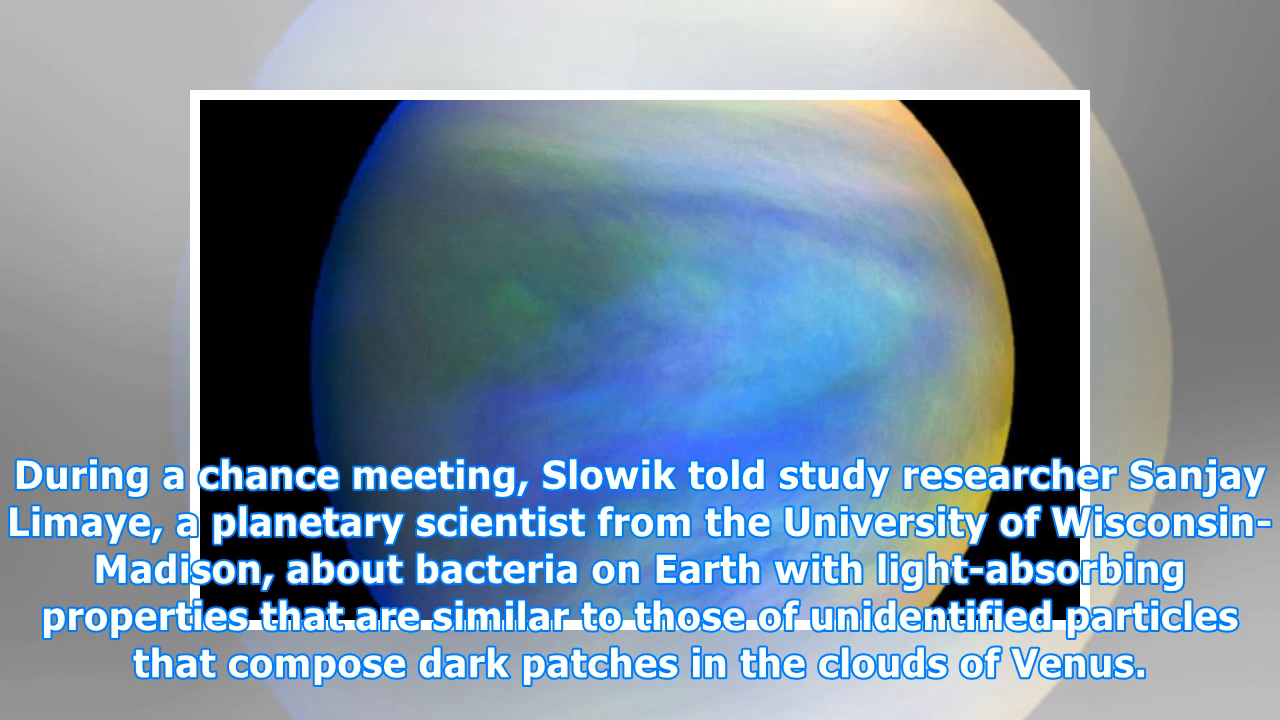 During a chance meeting, Slowik told study researcher Sanjay
Limaye, a planetary scientist from the University of Wisconsin-
Madison, about bacteria on Earth with light-absorbing
properties that are similar to those of unidentified particles
that compose dark patches in the clouds of Venus.